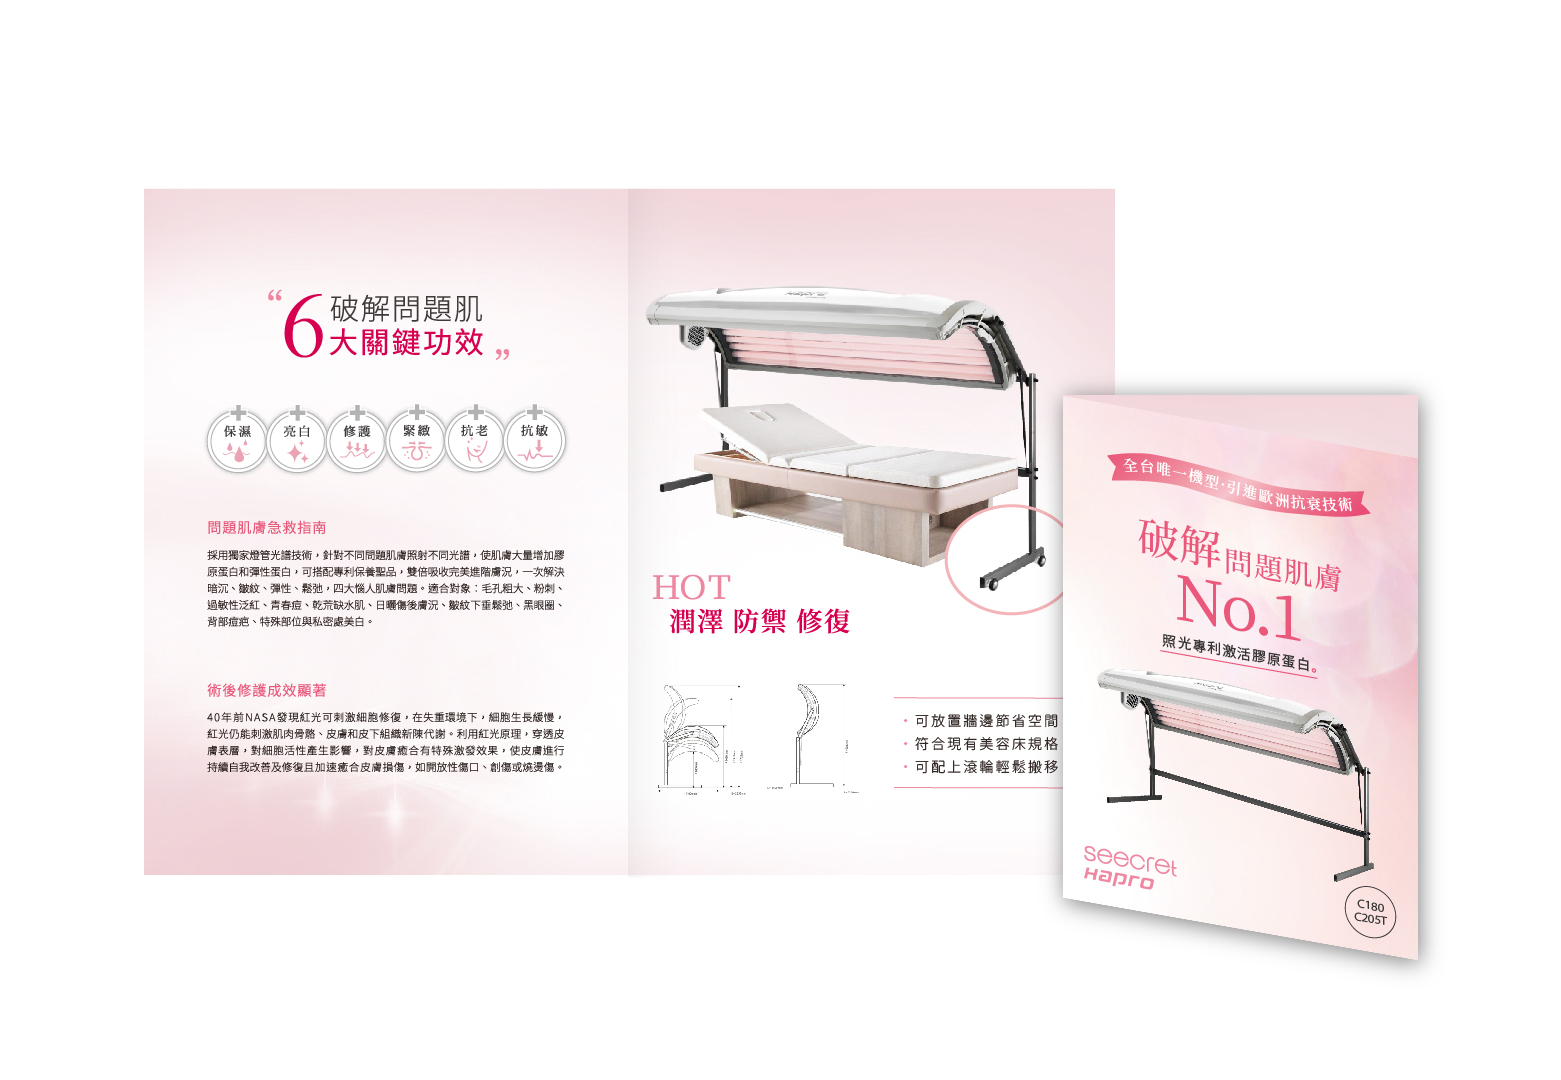 “
6
破解問題肌
大關鍵功效
”
保濕
亮白
修護
緊緻
抗老
抗敏
問題肌膚急救指南
採用獨家燈管光譜技術，針對不同問題肌膚照射不同光譜，使肌膚大量增加膠
原蛋白和彈性蛋白，可搭配專利保養聖品，雙倍吸收完美進階膚況，一次解決
暗沉、皺紋、彈性、鬆弛，四大惱人肌膚問題。適合對象：毛孔粗大、粉刺、
過敏性泛紅、青春痘、乾荒缺水肌、日曬傷後膚況、皺紋下垂鬆弛、黑眼圈、
背部痘疤、特殊部位與私密處美白。
術後修護成效顯著
40年前NASA發現紅光可刺激細胞修復，在失重環境下，細胞生長緩慢，
紅光仍能刺激肌肉骨骼、皮膚和皮下組織新陳代謝。利用紅光原理，穿透皮
膚表層，對細胞活性產生影響，對皮膚癒合有特殊激發效果，使皮膚進行
持續自我改善及修復且加速癒合皮膚損傷，如開放性傷口、創傷或燒燙傷。
HOT
潤澤 防禦 修復
・可放置牆邊節省空間
・符合現有美容床規格
・可配上滾輪輕鬆搬移
全台唯一機型·引進歐洲抗衰技術
破解問題肌膚
No.1
照光專利激活膠原蛋白。
seecret
Hapro
C180
C205T